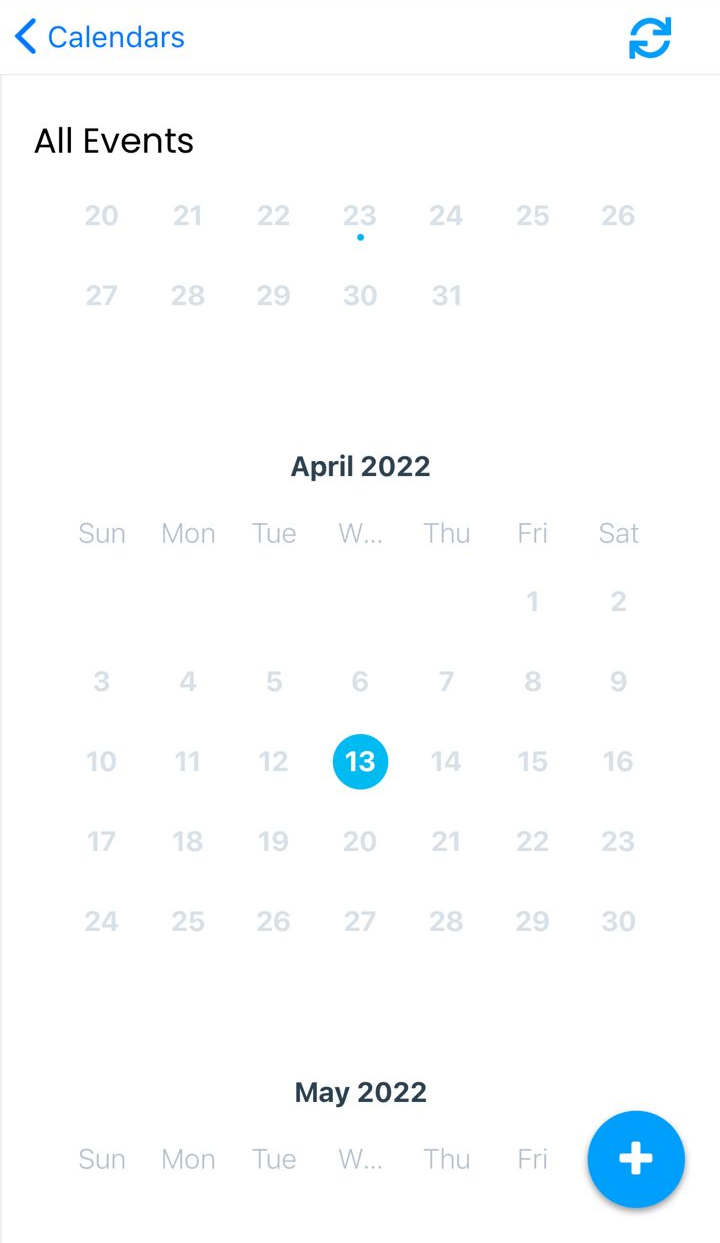 Calendars
All Events
20 21 22 23 24 25 26
27 28 29 30 31
April 2022
Sun Mon Tue W... Thu Fri Sat
1 2
3 4 5 6 7 8 9
10 11 12 13 14 15 16
17 18 19 20 21 22 23
24 25 26 27 28 29 30
May 2022
Sun Mon Tue W... Thu Fri